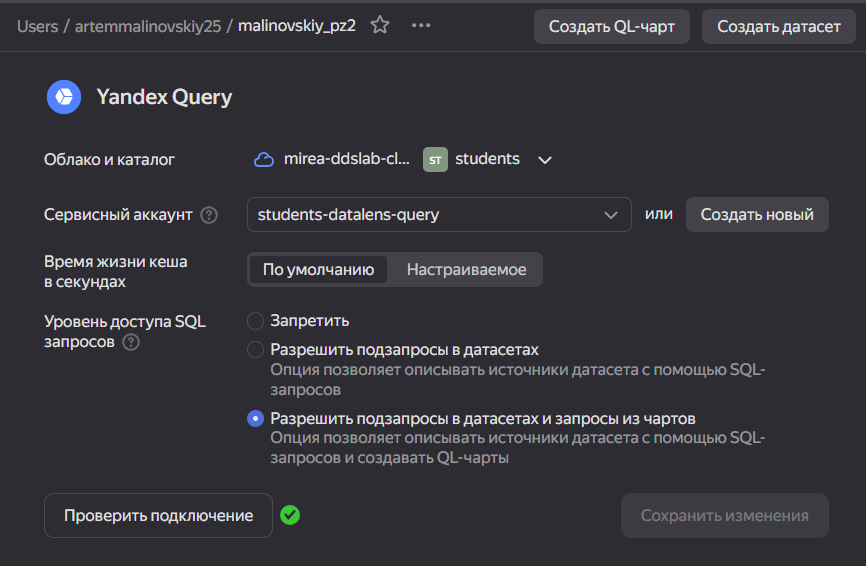 Users / artemmalinovskiy25 / malinovskiy_pz2
Создать QL-чарт
Создать датасет
Yandex Query
Облако и каталог
mirea-ddslab-cl...
ST
students
Сервисный аккаунт ?
students-datalens-query
или
Создать новый
Время жизни кеша
в секундах
По умолчанию
Настраиваемое
Уровень доступа SQL
запросов ?
Запретить
Разрешить подзапросы в датасетах
Опция позволяет описывать источники датасета с помощью SQL-
запросов
Разрешить подзапросы в датасетах и запросы из чартов
Опция позволяет описывать источники датасета с помощью SQL-
запросов и создавать QL-чарты
Проверить подключение
Сохранить изменения